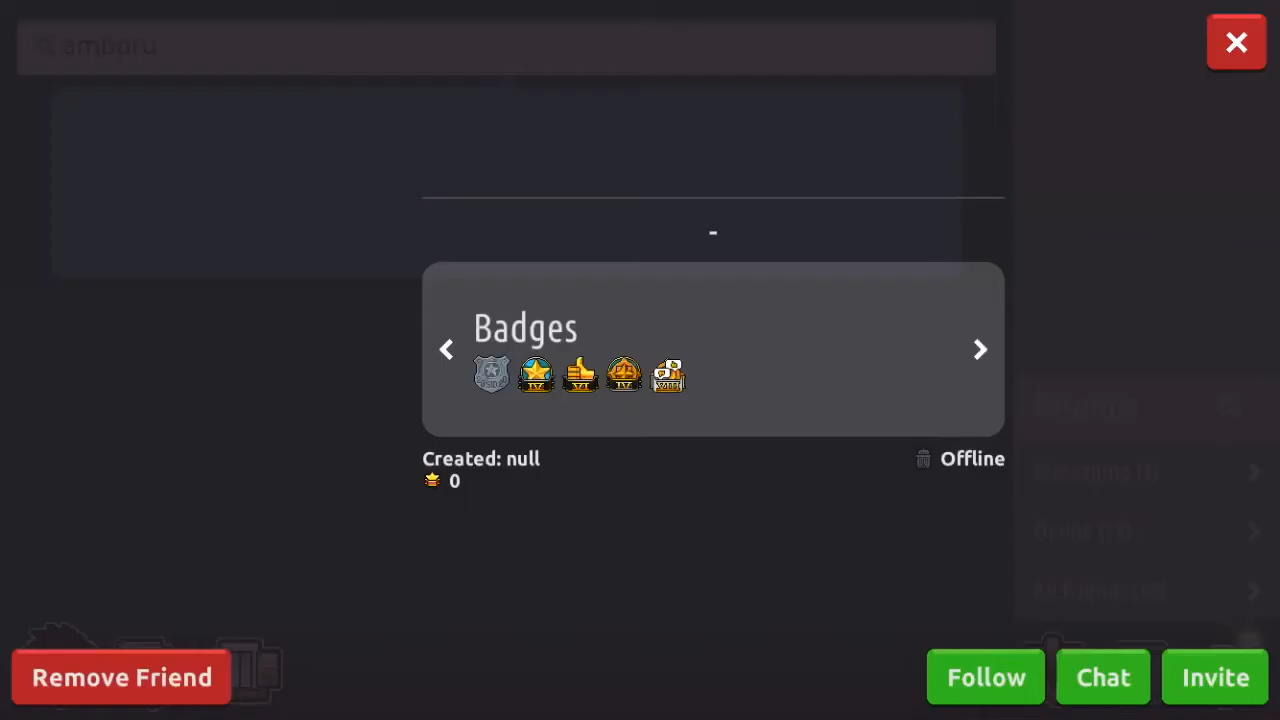 -
Badges
Created: null
0
Offline
Remove Friend
Follow
Chat
Invite